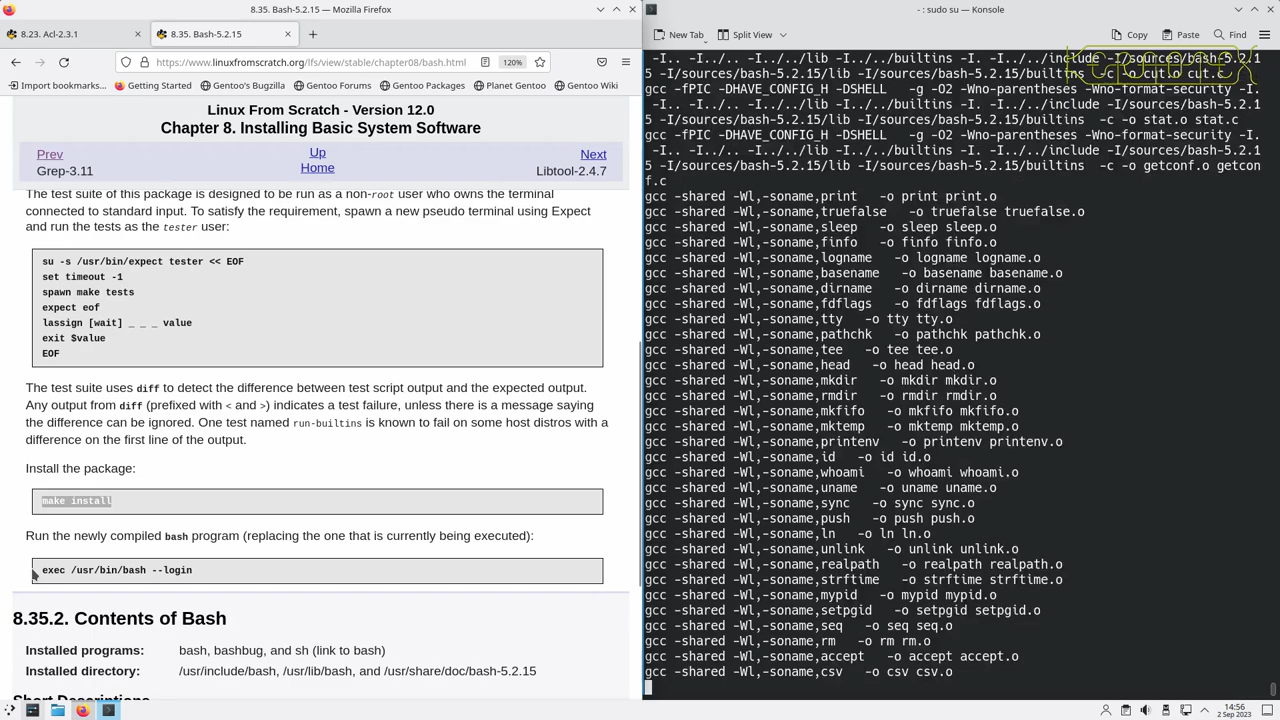 8.35. Bash-5.2.15 — Mozilla Firefox
8.23. Acl-2.3.1
8.35. Bash-5.2.15
https://www.linuxfromscratch.org/lfs/view/stable/chapter08/bash.html
120%
Import bookmarks...
Getting Started
Gentoo Forums
Gentoo's Bugzilla
Gentoo Packages
Planet Gentoo
Gentoo Wiki
Linux From Scratch - Version 12.0
Chapter 8. Installing Basic System Software
Prev
Up
Next
Grep-3.11
Home
Libtool-2.4.7
The test suite of this package is designed to be run as a non-root user who owns the terminal
connected to standard input. To satisfy the requirement, spawn a new pseudo terminal using Expect
and run the tests as the tester user:
su -s /usr/bin/expect tester << EOF
set timeout -1
spawn make tests
expect eof
lassign [wait] _ _ _ value
exit $value
EOF
The test suite uses diff to detect the difference between test script output and the expected output.
Any output from diff (prefixed with < and >) indicates a test failure, unless there is a message saying
the difference can be ignored. One test named run-builtins is known to fail on some host distros with a
difference on the first line of the output.
Install the package:
make install
Run the newly compiled bash program (replacing the one that is currently being executed):
exec /usr/bin/bash --login
8.35.2. Contents of Bash
Installed programs: bash, bashbug, and sh (link to bash)
Installed directory: /usr/include/bash, /usr/lib/bash, and /usr/share/doc/bash-5.2.15
Short Descriptions
- : sudo su — Konsole
New Tab
Split View
Copy
Paste
Find
-I. -I../.. -I../../lib -I../../builtins -I. -I../../include -I/sources/bash-5.2.1
5 -I/sources/bash-5.2.15/lib -I/sources/bash-5.2.15/builtins -c -o cut.o cut.c
gcc -fPIC -DHAVE_CONFIG_H -DSHELL -g -O2 -Wno-parentheses -Wno-format-security -I.
-I. -I../.. -I../../lib -I../../builtins -I. -I../../include -I/sources/bash-5.2.1
5 -I/sources/bash-5.2.15/lib -I/sources/bash-5.2.15/builtins -c -o stat.o stat.c
gcc -fPIC -DHAVE_CONFIG_H -DSHELL -g -O2 -Wno-parentheses -Wno-format-security -I.
-I. -I../.. -I../../lib -I../../builtins -I. -I../../include -I/sources/bash-5.2.1
5 -I/sources/bash-5.2.15/lib -I/sources/bash-5.2.15/builtins -c -o getconf.o getcon
f.c
gcc -shared -Wl,-soname,print -o print print.o
gcc -shared -Wl,-soname,truefalse -o truefalse truefalse.o
gcc -shared -Wl,-soname,sleep -o sleep sleep.o
gcc -shared -Wl,-soname,finfo -o finfo finfo.o
gcc -shared -Wl,-soname,logname -o logname logname.o
gcc -shared -Wl,-soname,basename -o basename basename.o
gcc -shared -Wl,-soname,dirname -o dirname dirname.o
gcc -shared -Wl,-soname,fdflags -o fdflags fdflags.o
gcc -shared -Wl,-soname,tty -o tty tty.o
gcc -shared -Wl,-soname,pathchk -o pathchk pathchk.o
gcc -shared -Wl,-soname,tee -o tee tee.o
gcc -shared -Wl,-soname,head -o head head.o
gcc -shared -Wl,-soname,mkdir -o mkdir mkdir.o
gcc -shared -Wl,-soname,rmdir -o rmdir rmdir.o
gcc -shared -Wl,-soname,mkfifo -o mkfifo mkfifo.o
gcc -shared -Wl,-soname,mktemp -o mktemp mktemp.o
gcc -shared -Wl,-soname,printenv -o printenv printenv.o
gcc -shared -Wl,-soname,id -o id id.o
gcc -shared -Wl,-soname,whoami -o whoami whoami.o
gcc -shared -Wl,-soname,uname -o uname uname.o
gcc -shared -Wl,-soname,sync -o sync sync.o
gcc -shared -Wl,-soname,push -o push push.o
gcc -shared -Wl,-soname,ln -o ln ln.o
gcc -shared -Wl,-soname,unlink -o unlink unlink.o
gcc -shared -Wl,-soname,realpath -o realpath realpath.o
gcc -shared -Wl,-soname,strftime -o strftime strftime.o
gcc -shared -Wl,-soname,mypid -o mypid mypid.o
gcc -shared -Wl,-soname,setpgid -o setpgid setpgid.o
gcc -shared -Wl,-soname,seq -o seq seq.o
gcc -shared -Wl,-soname,rm -o rm rm.o
gcc -shared -Wl,-soname,accept -o accept accept.o
gcc -shared -Wl,-soname,csv -o csv csv.o
14:56
2 Sep 2023